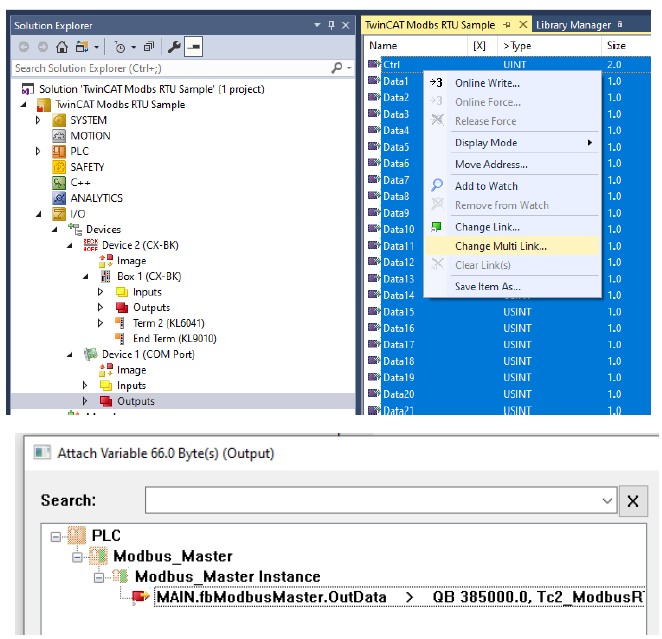 Solution Explorer
Search Solution Explorer (Ctrl+;)
Solution 'TwinCAT Modbs RTU Sample' (1 project)
TwinCAT Modbs RTU Sample
SYSTEM
MOTION
PLC
SAFETY
C++
ANALYTICS
I/O
Devices
Device 2 (CX-BK)
Image
Box 1 (CX-BK)
Inputs
Outputs
Term 2 (KL6041)
End Term (KL9010)
Device 1 (COM Port)
Image
Inputs
Outputs
TwinCAT Modbs RTU Sample Library Manager
Name [X] >Type Size
Ctrl UINT 2.0
Data1 1.0
Data2 1.0
Data3 1.0
Data4 1.0
Data5 1.0
Data6 1.0
Data7 1.0
Data8 1.0
Data9 1.0
Data10 1.0
Data11 1.0
Data12 1.0
Data13 1.0
Data14 1.0
Data15 USINT 1.0
Data16 USINT 1.0
Data17 USINT 1.0
Data18 USINT 1.0
Data19 USINT 1.0
Data20 USINT 1.0
Data21 USINT 1.0
Online Write...
Online Force...
Release Force
Display Mode
Move Address...
Add to Watch
Remove from Watch
Change Link...
Change Multi Link...
Clear Link(s)
Save Item As...
Attach Variable 66.0 Byte(s) (Output)
Search:
PLC
Modbus_Master
Modbus_Master Instance
MAIN.fbModbusMaster.OutData > QB 385000.0, Tc2_ModbusR